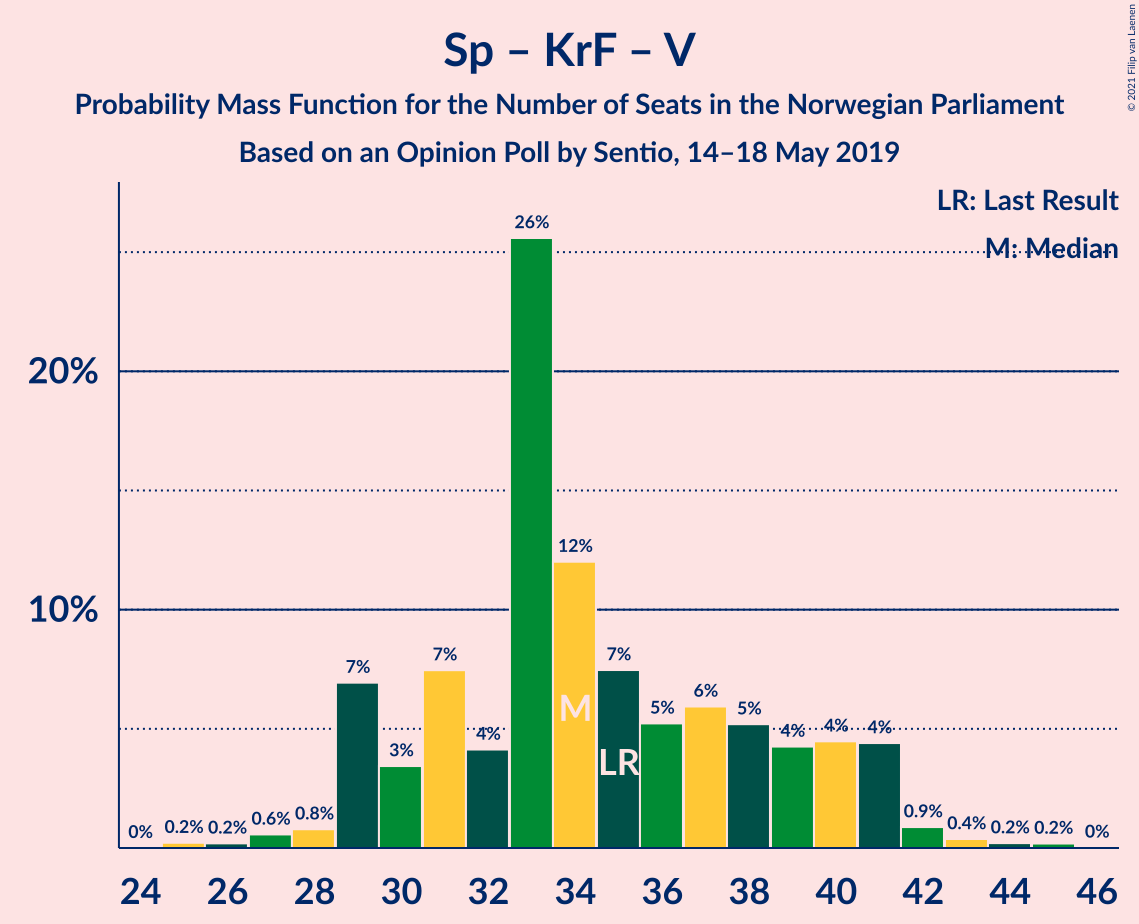 Sp – KrF – V
Probability Mass Function for the Number of Seats in the Norwegian Parliament
Based on an Opinion Poll by Sentio, 14–18 May 2019
© 2021 Filip van Laenen
LR: Last Result
M: Median
20%
10%
0%
0.2%
0.2%
0.6%
0.8%
7%
3%
7%
4%
26%
12%
7%
5%
6%
5%
4%
4%
4%
0.9%
0.4%
0.2%
0.2%
0%
M
LR
24 26 28 30 32 34 36 38 40 42 44 46